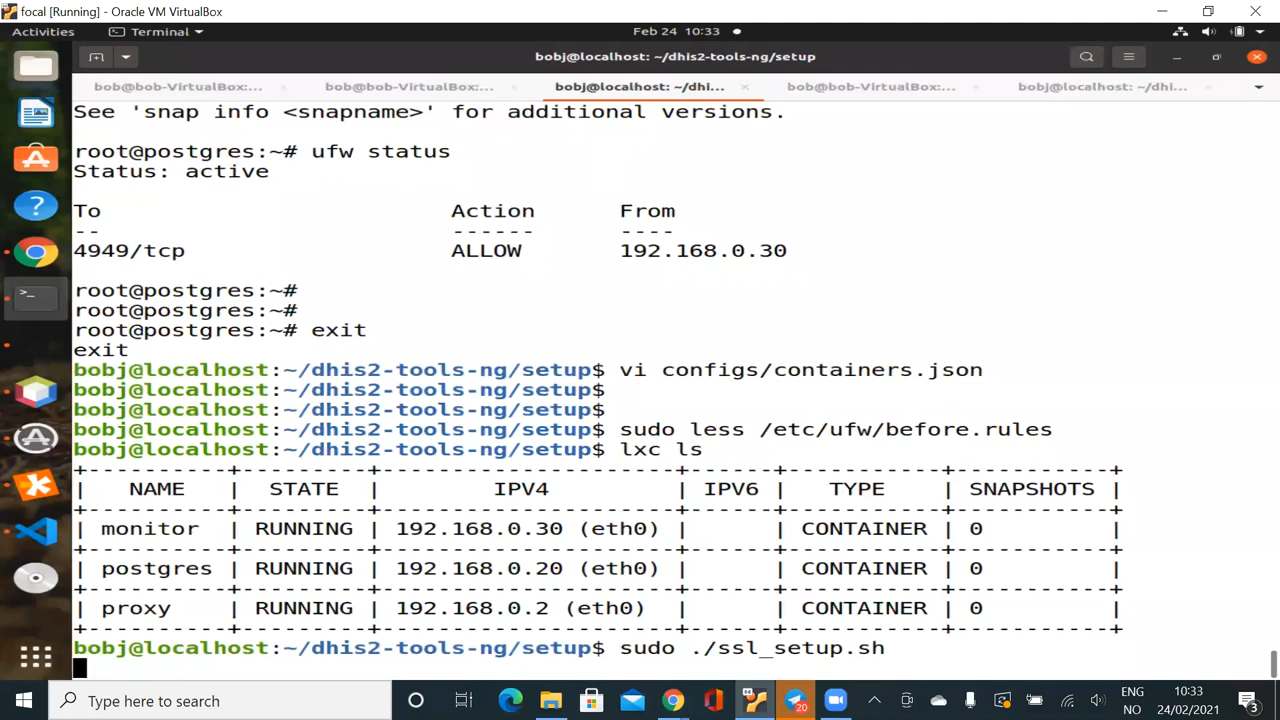 focal [Running] - Oracle VM VirtualBox
Activities
Terminal
Feb 24 10:33
bobj@localhost: ~/dhis2-tools-ng/setup
bob@bob-VirtualBox:...
bob@bob-VirtualBox:...
bobj@localhost: ~/dhi...
bob@bob-VirtualBox:...
bobj@localhost: ~/dhi...
See 'snap info <snapname>' for additional versions.
root@postgres:~# ufw status
Status: active
To Action From
-- ------ ----
4949/tcp ALLOW 192.168.0.30
root@postgres:~#
root@postgres:~#
root@postgres:~# exit
exit
bobj@localhost:~/dhis2-tools-ng/setup$ vi configs/containers.json
bobj@localhost:~/dhis2-tools-ng/setup$
bobj@localhost:~/dhis2-tools-ng/setup$
bobj@localhost:~/dhis2-tools-ng/setup$ sudo less /etc/ufw/before.rules
bobj@localhost:~/dhis2-tools-ng/setup$ lxc ls
+----------+---------+---------------------+------+-----------+-----------+
| NAME | STATE | IPV4 | IPV6 | TYPE | SNAPSHOTS |
+----------+---------+---------------------+------+-----------+-----------+
| monitor | RUNNING | 192.168.0.30 (eth0) | | CONTAINER | 0 |
+----------+---------+---------------------+------+-----------+-----------+
| postgres | RUNNING | 192.168.0.20 (eth0) | | CONTAINER | 0 |
+----------+---------+---------------------+------+-----------+-----------+
| proxy | RUNNING | 192.168.0.2 (eth0) | | CONTAINER | 0 |
+----------+---------+---------------------+------+-----------+-----------+
bobj@localhost:~/dhis2-tools-ng/setup$ sudo ./ssl_setup.sh
Type here to search
20
ENG
NO
10:33
24/02/2021
3